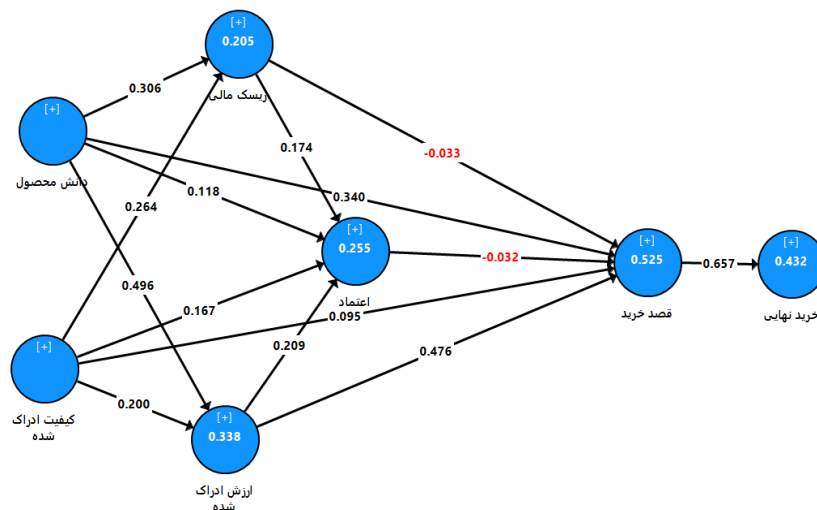 [+]
0.205
ریسک مالی
0.306
[+]
دانش محصول
0.174
-0.033
0.118
0.340
0.264
[+]
0.255
اعتماد
-0.032
[+]
0.525
قصد خرید
0.657
[+]
0.432
خرید نهایی
0.496
0.167
0.095
0.209
0.476
[+]
کیفیت ادراک
شده
0.200
[+]
0.338
ارزش ادراک
شده